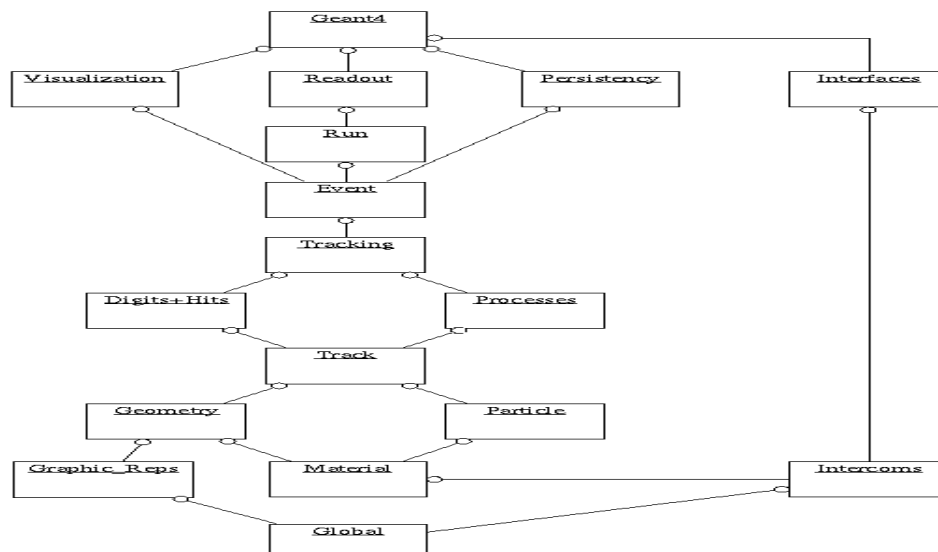 Geant4
Visualization
Readout
Persistency
Interfaces
Run
Event
Tracking
Digits+Hits
Processes
Track
Geometry
Particle
Graphic_Reps
Material
Intercoms
Global